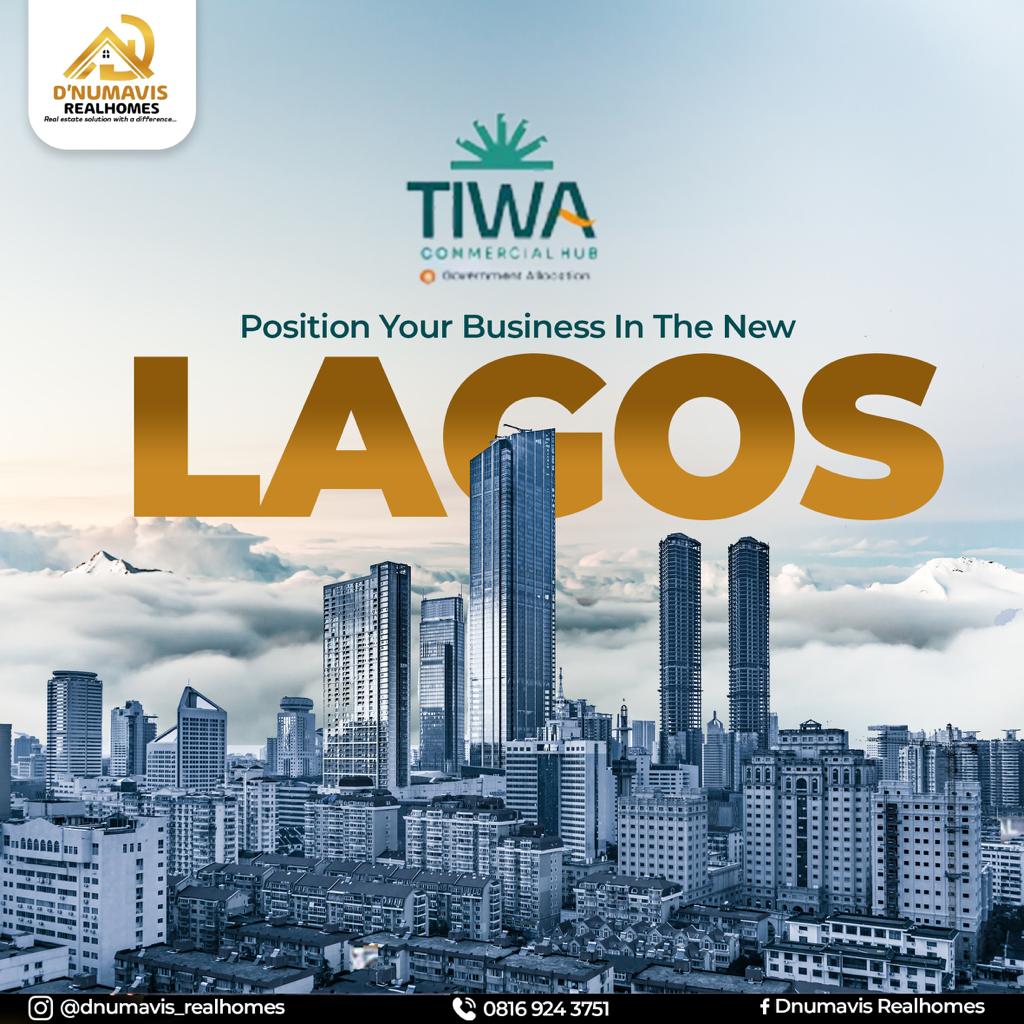 D'NUMAVIS
REALHOMES
Real estate solution with a difference...
TIWA
COMMERCIAL HUB
Government Allocation
Position Your Business In The New
LAGOS
@dnumavis_realhomes
0816 924 3751
Dnumavis Realhomes